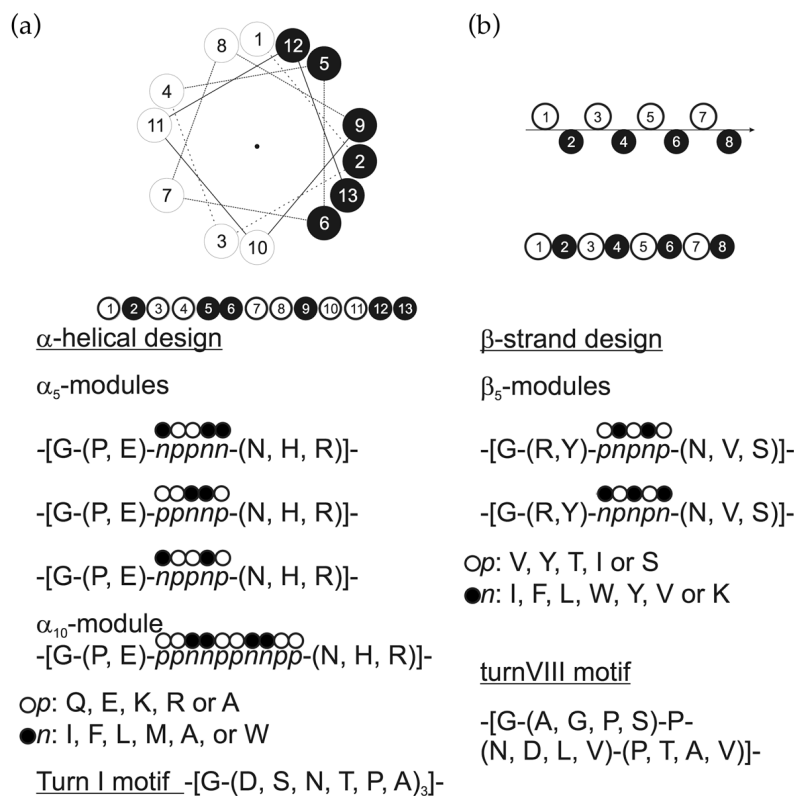 (a)
8 1 12
5
4
11 9
2
7 13
6
3 10
1 2 3 4 5 6 7 8 9 10 11 12 13
α-helical design
α5-modules
-[G-(P, E)-nppnn-(N, H, R)]-
-[G-(P, E)-ppnnp-(N, H, R)]-
-[G-(P, E)-nppnp-(N, H, R)]-
α10-module
-[G-(P, E)-ppnnppnnpp-(N, H, R)]-
p: Q, E, K, R or A
n: I, F, L, M, A, or W
Turn I motif -[G-(D, S, N, T, P, A)3]-
(b)
1 3 5 7
2 4 6 8
1 2 3 4 5 6 7 8
β-strand design
β5-modules
-[G-(R,Y)-pnpnp-(N, V, S)]-
-[G-(R,Y)-npnpn-(N, V, S)]-
p: V, Y, T, I or S
n: I, F, L, W, Y, V or K
turnVIII motif
-[G-(A, G, P, S)-P-
(N, D, L, V)-(P, T, A, V)]-